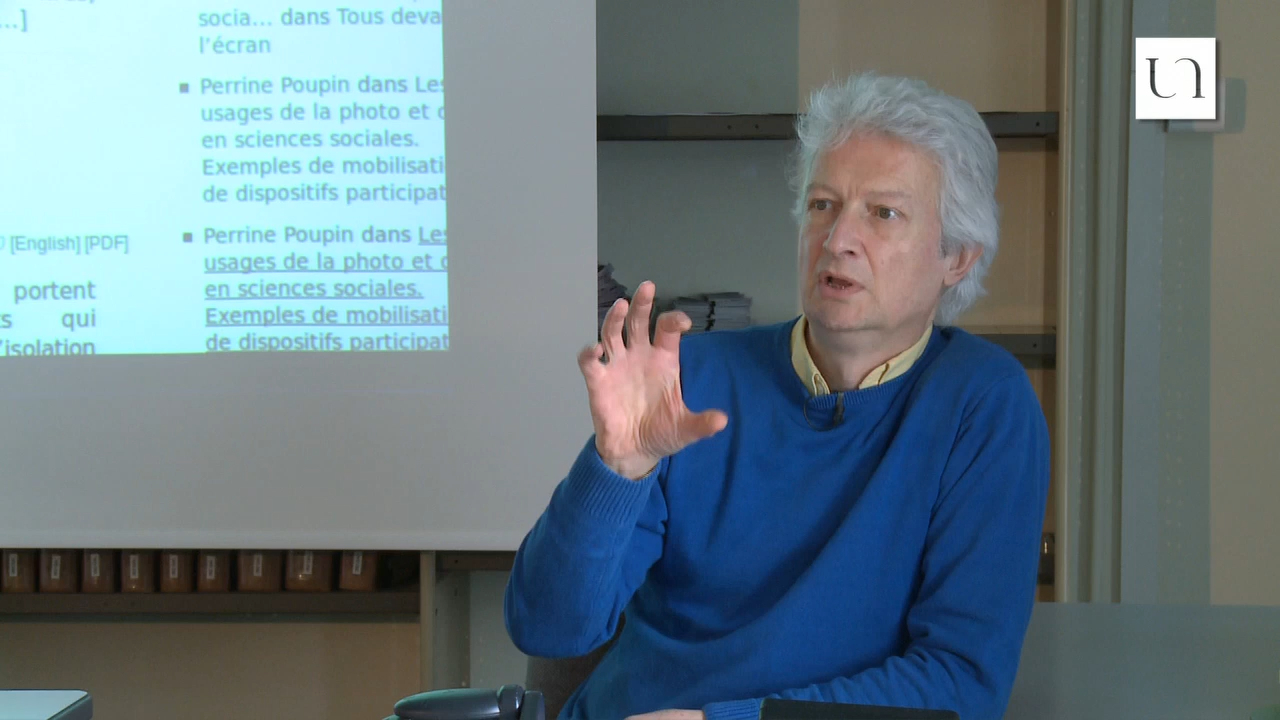 ...]
[English] [PDF]
portent
qui
l'isolation
socia... dans Tous deva
l'écran
Perrine Poupin dans Les
usages de la photo et
en sciences sociales.
Exemples de mobilisati
de dispositifs participat
Perrine Poupin dans Les
usages de la photo et
en sciences sociales.
Exemples de mobilisati
de dispositifs participat
un